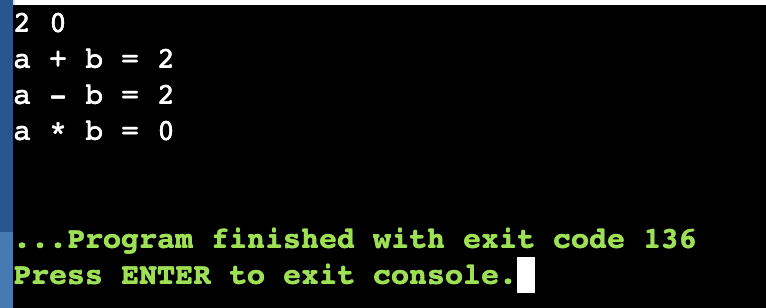 2 0
a + b = 2
a - b = 2
a * b = 0
...Program finished with exit code 136
Press ENTER to exit console.